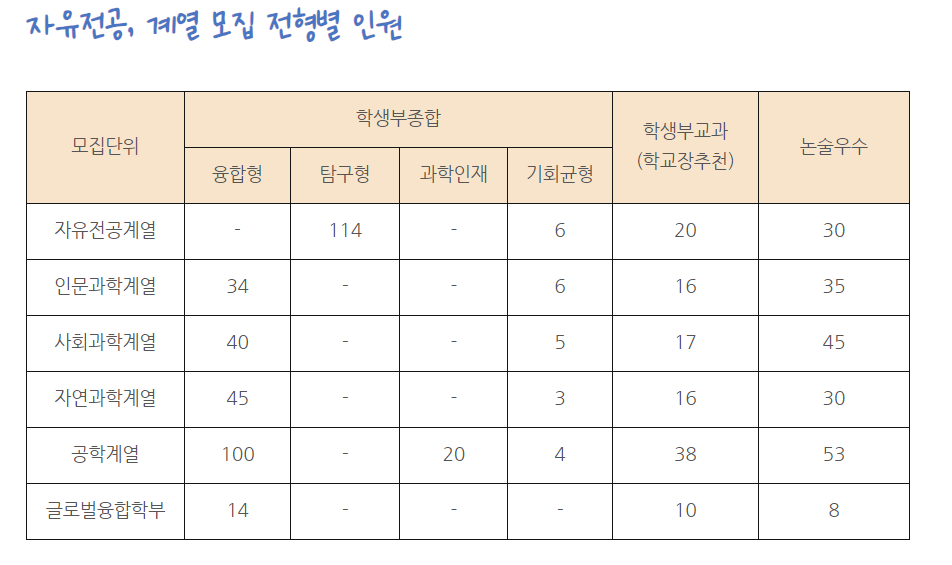 자유전공, 계열 모집 전형별 인원
모집단위 학생부종합 학생부교과 (학교장추천) 논술우수
융합형 탐구형 과학인재 기회균형
자유전공계열 - 114 - 6 20 30
인문과학계열 34 - - 6 16 35
사회과학계열 40 - - 5 17 45
자연과학계열 45 - - 3 16 30
공학계열 100 - 20 4 38 53
글로벌융합학부 14 - - - 10 8